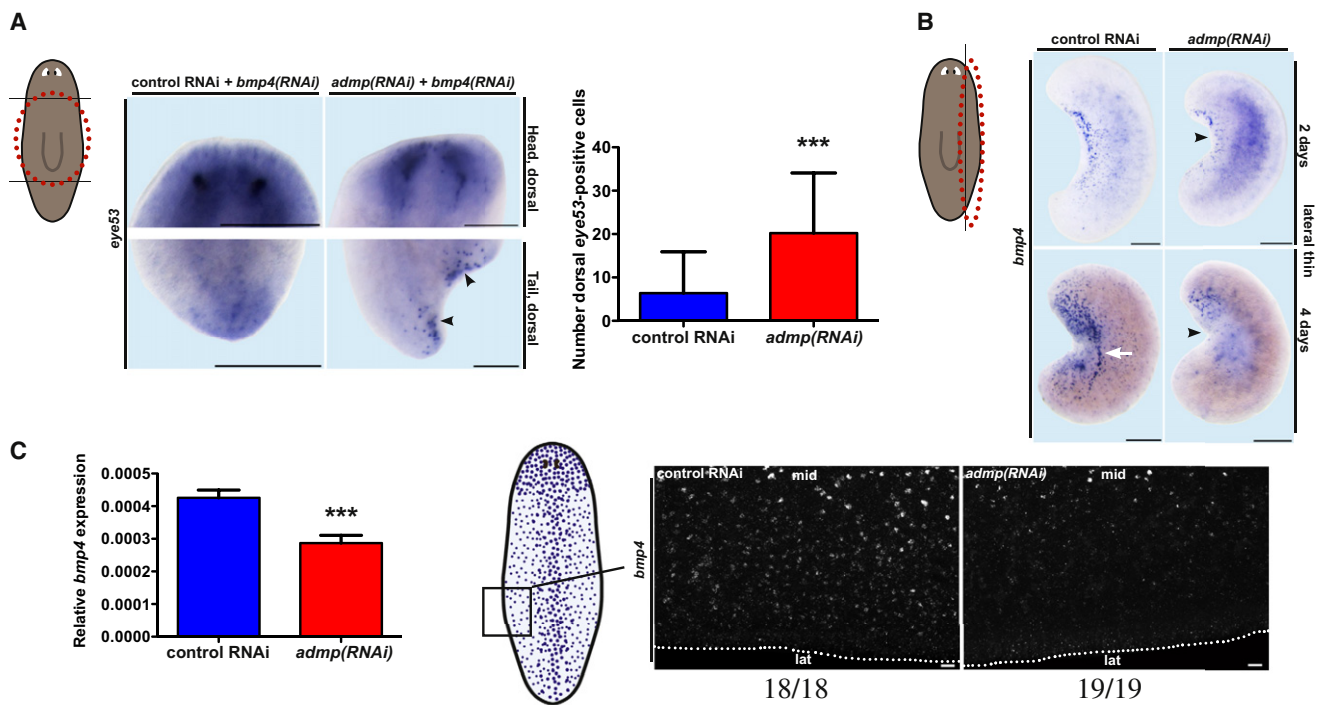 A
control RNAi + bmp4(RNAi)
admp(RNAi) + bmp4(RNAi)
eye53
Head, dorsal
Tail, dorsal
Number dorsal eye53-positive cells
40
30
20
10
0
***
control RNAi
admp(RNAi)
B
control RNAi
admp(RNAi)
bmp4
2 days
lateral thin
4 days
C
Relative bmp4 expression
0.0005
0.0004
0.0003
0.0002
0.0001
0.0000
***
control RNAi
admp(RNAi)
bmp4
control RNAi
mid
lat
admp(RNAi)
mid
lat
18/18
19/19